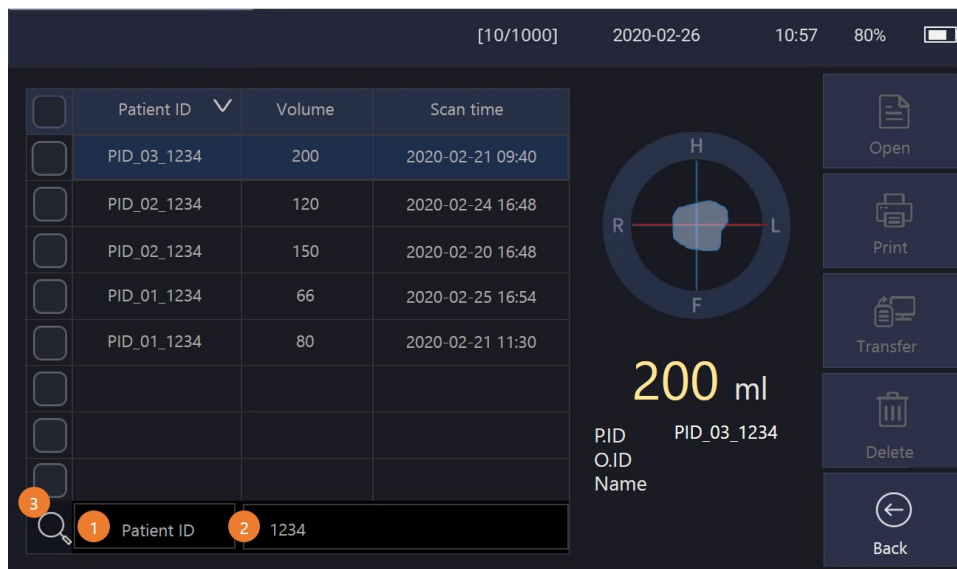 [10/1000] 2020-02-26 10:57 80%
Patient ID Volume Scan time
PID_03_1234 200 2020-02-21 09:40
PID_02_1234 120 2020-02-24 16:48
PID_02_1234 150 2020-02-20 16:48
PID_01_1234 66 2020-02-25 16:54
PID_01_1234 80 2020-02-21 11:30
3
1 Patient ID 2 1234
H
R L
F
200 ml
P.ID PID_03_1234
O.ID
Name
Open
Print
Transfer
Delete
Back